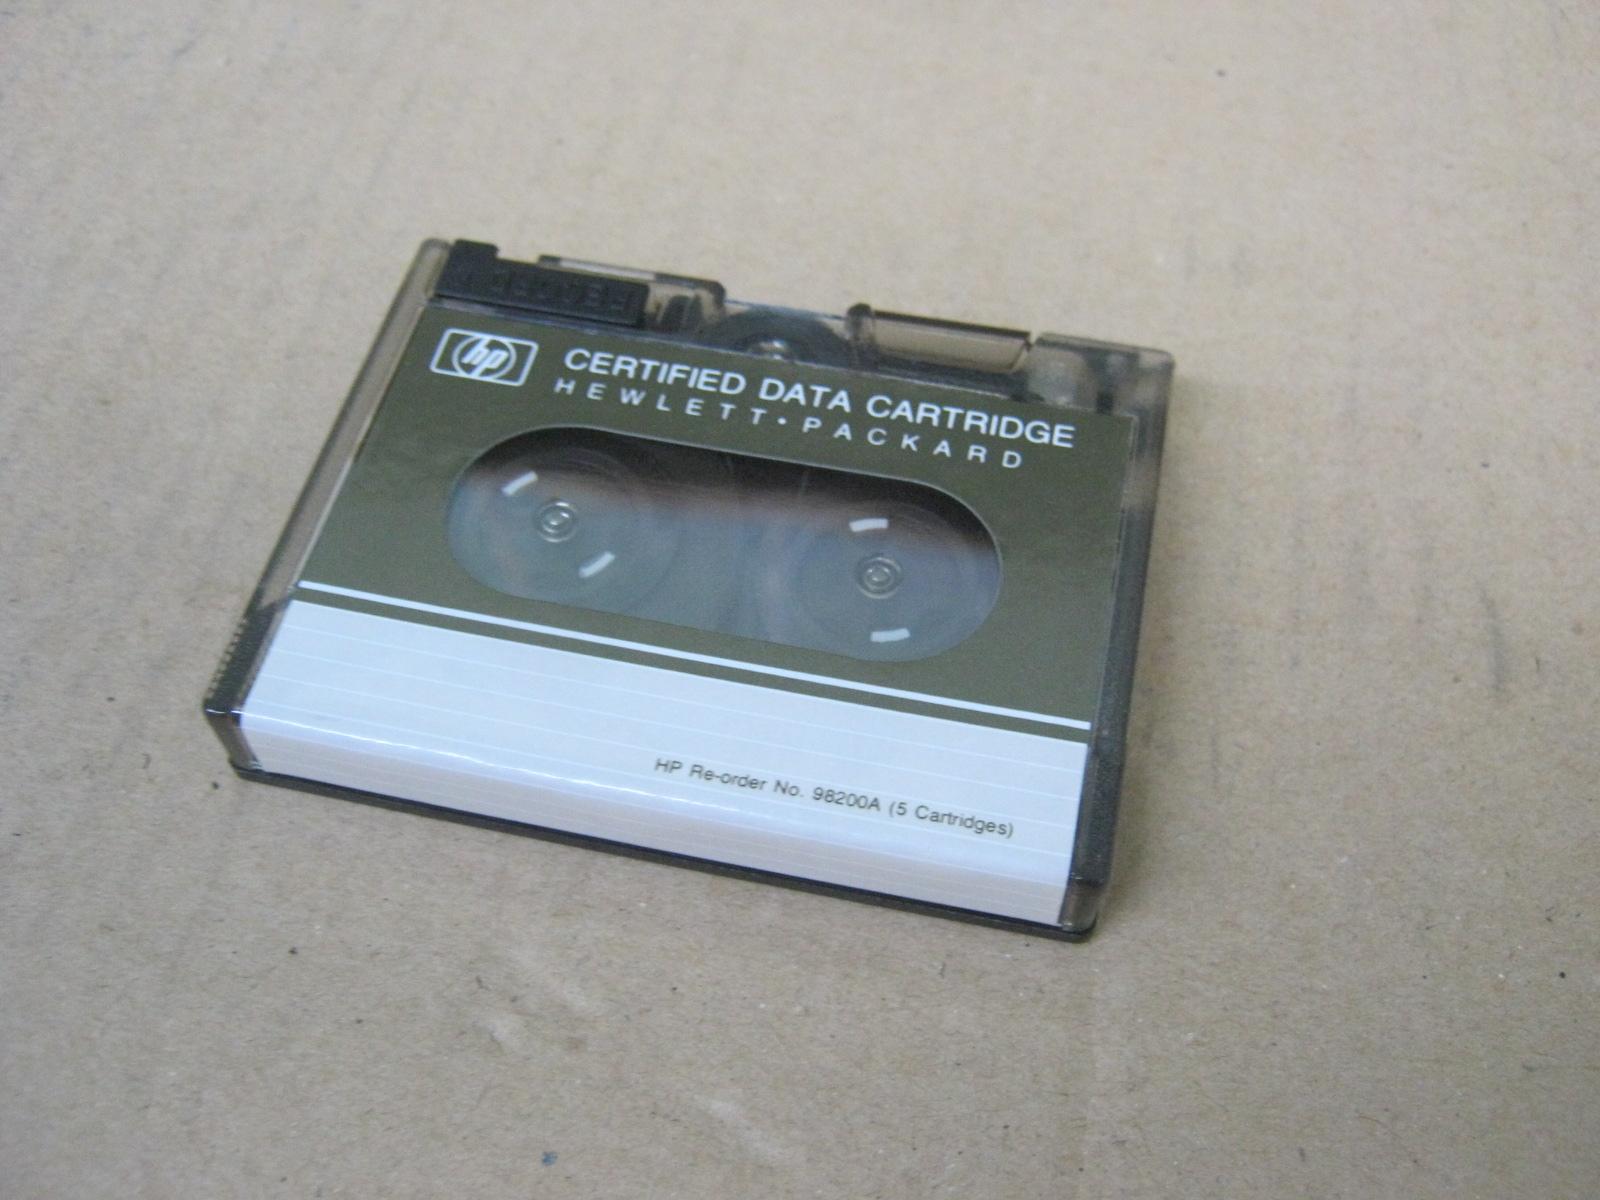 hp
CERTIFIED DATA CARTRIDGE
HEWLETT•PACKARD
HP Re-order No. 98200A (5 Cartridges)